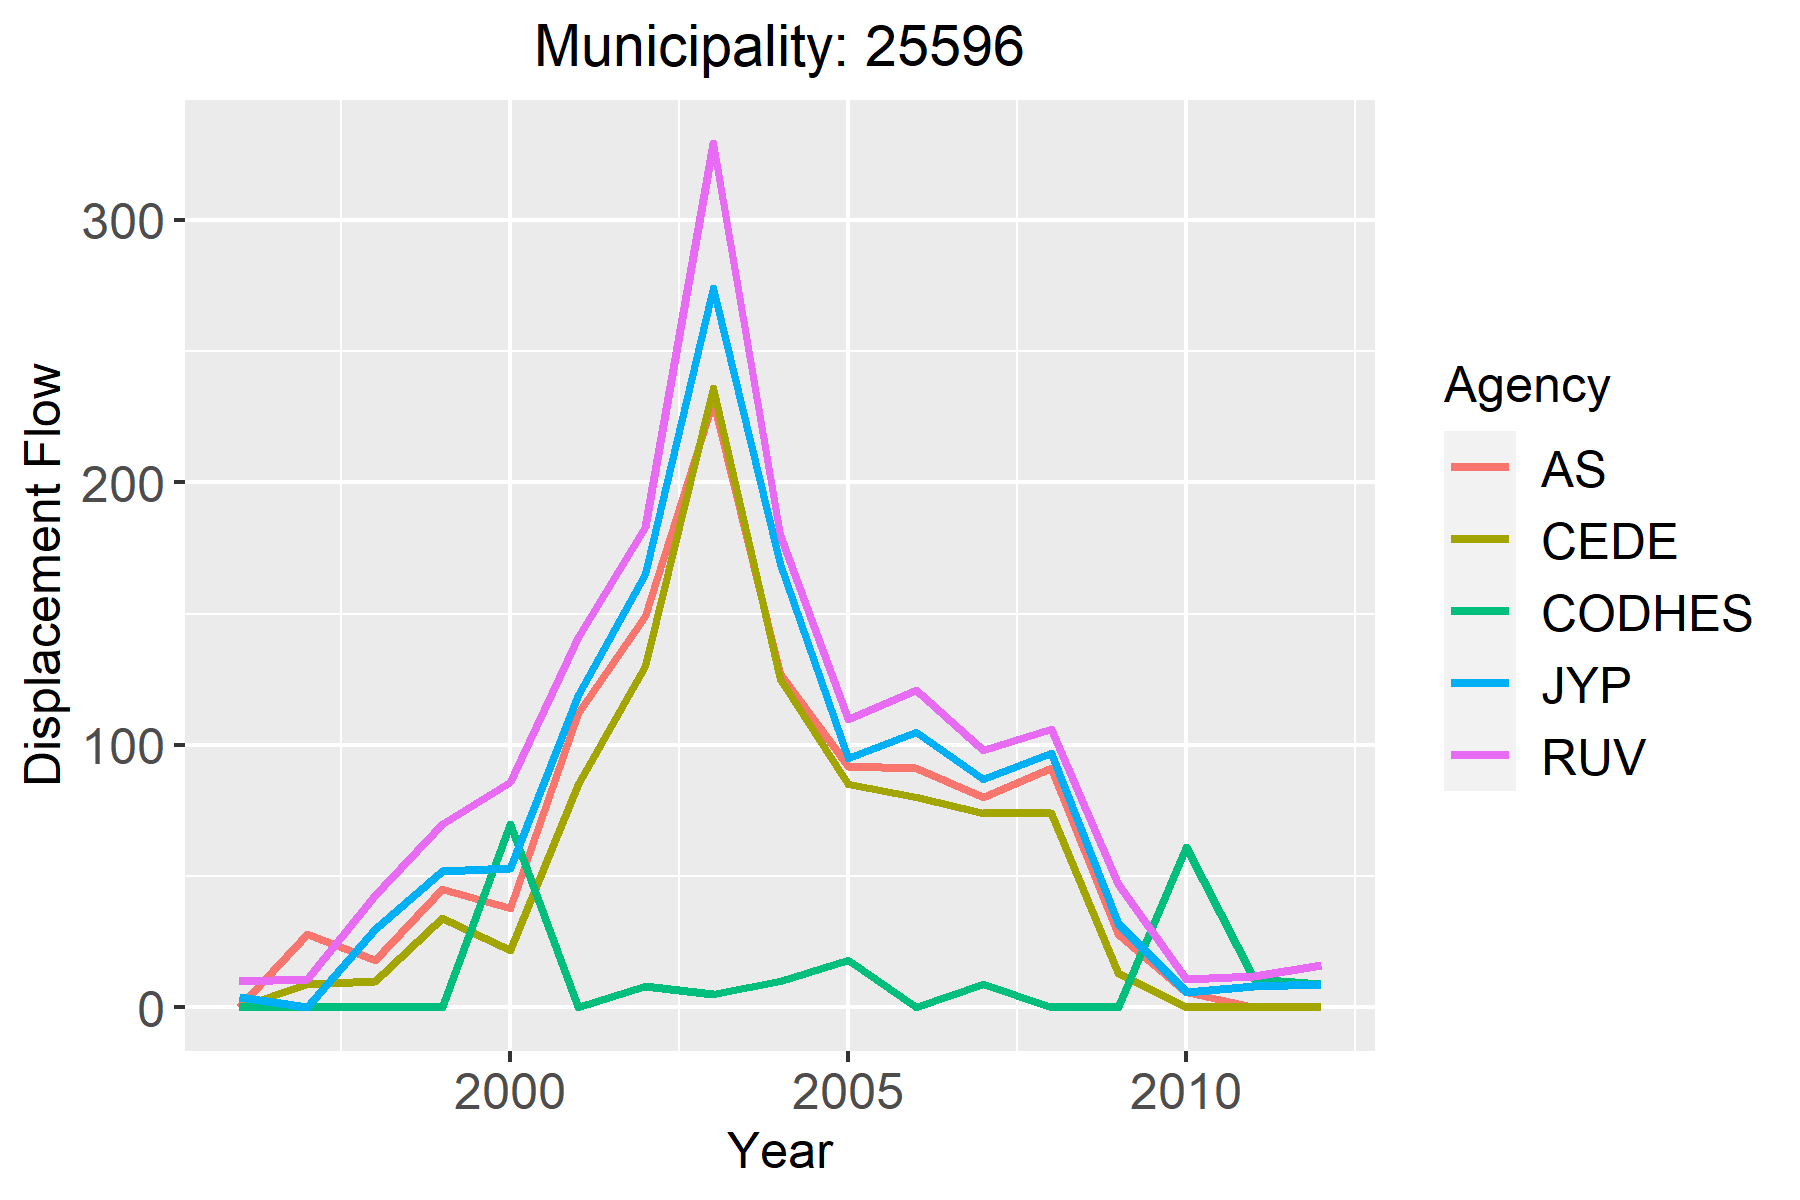 Municipality: 25596
Displacement Flow
300
200
100
0
2000 2005 2010
Year
Agency
AS
CEDE
CODHES
JYP
RUV